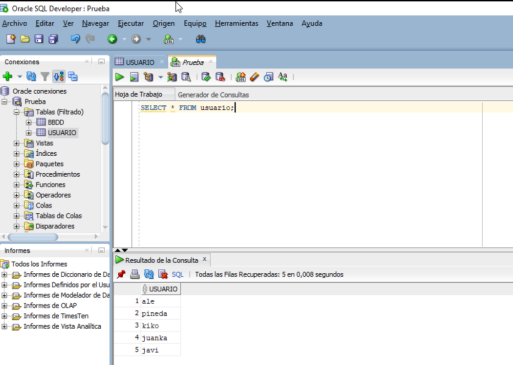 Oracle SQL Developer : Prueba
Archivo Editar Ver Navegar Ejecutar Origen Equipo Herramientas Ventana Ayuda
Conexiones
Oracle conexiones
Prueba
Tablas (Filtrado)
BBDD
USUARIO
Vistas
Índices
Paquetes
Procedimientos
Funciones
Operadores
Colas
Tablas de Colas
Disparadores
Informes
Todos los Informes
Informes de Diccionario de Da
Informes Definidos por el Usu
Informes de Modelador de Da
Informes de OLAP
Informes de TimesTen
Informes de Vista Analítica
USUARIO
Prueba
Hoja de Trabajo Generador de Consultas
SELECT * FROM usuario;
Resultado de la Consulta
SQL | Todas las Filas Recuperadas: 5 en 0,008 segundos
USUARIO
1 ale
2 pineda
3 kiko
4 juanka
5 javi